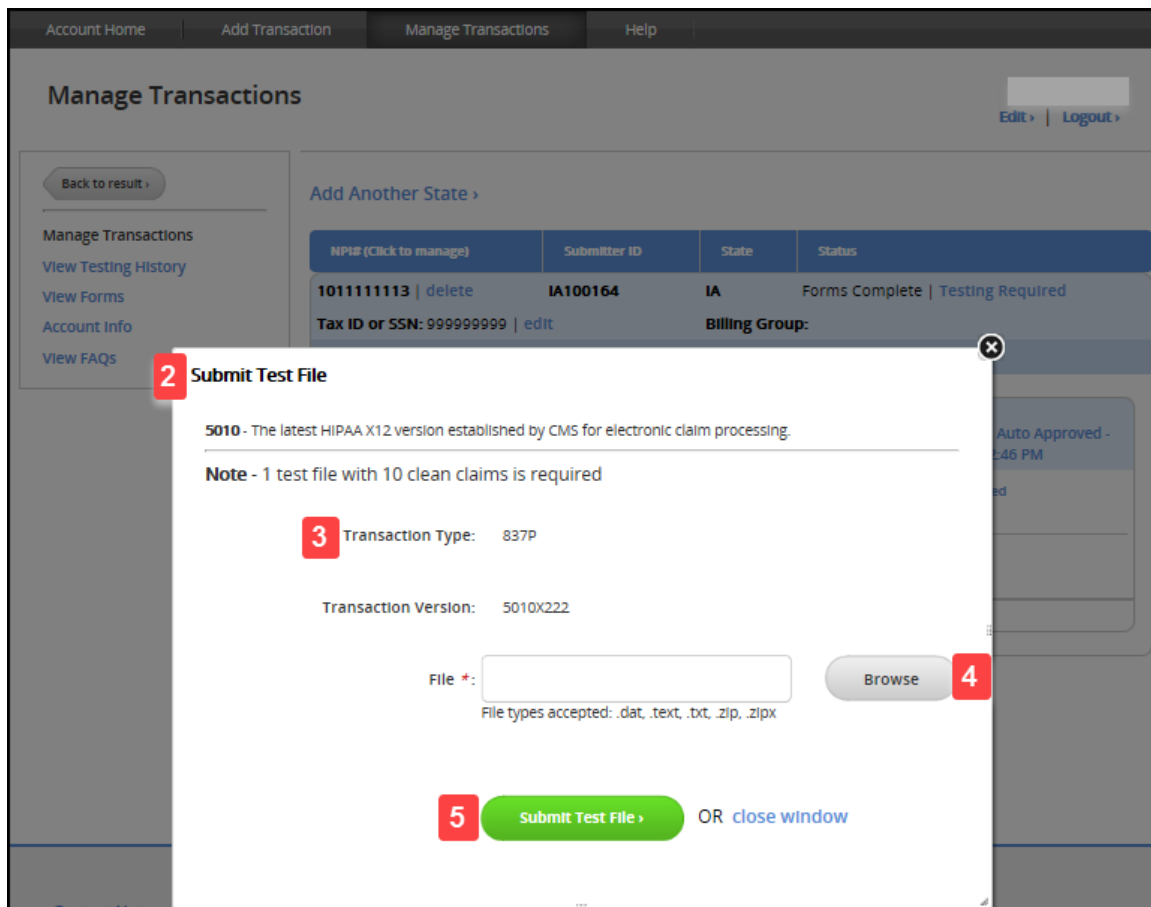 Account Home Add Transaction Manage Transactions Help
Manage Transactions
Edit › | Logout ›
Back to result ›
Manage Transactions
View Testing History
View Forms
Account Info
View FAQs
Add Another State ›
NPI# (Click to manage) Submitter ID State Status
1011111113 | delete IA100164 IA Forms Complete | Testing Required
Tax ID or SSN: 999999999 | edit Billing Group:
Auto Approved -
2:46 PM
2 Submit Test File
5010 - The latest HIPAA X12 version established by CMS for electronic claim processing.
Note - 1 test file with 10 clean claims is required
3 Transaction Type: 837P
Transaction Version: 5010X222
File *: Browse 4
File types accepted: .dat, .text, .txt, .zip, .zipx
5 Submit Test File › OR close window